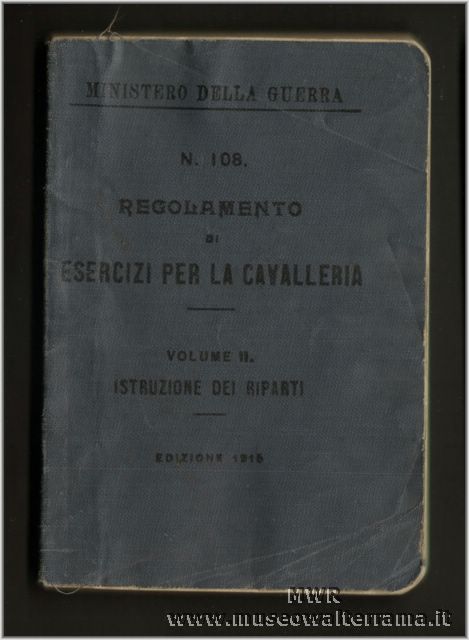 MINISTERO DELLA GUERRA
N. 108.
REGOLAMENTO
DI
ESERCIZI PER LA CAVALLERIA
VOLUME II.
ISTRUZIONE DEI RIPARTI
EDIZIONE 1915
MWR
www.museowalterrama.it